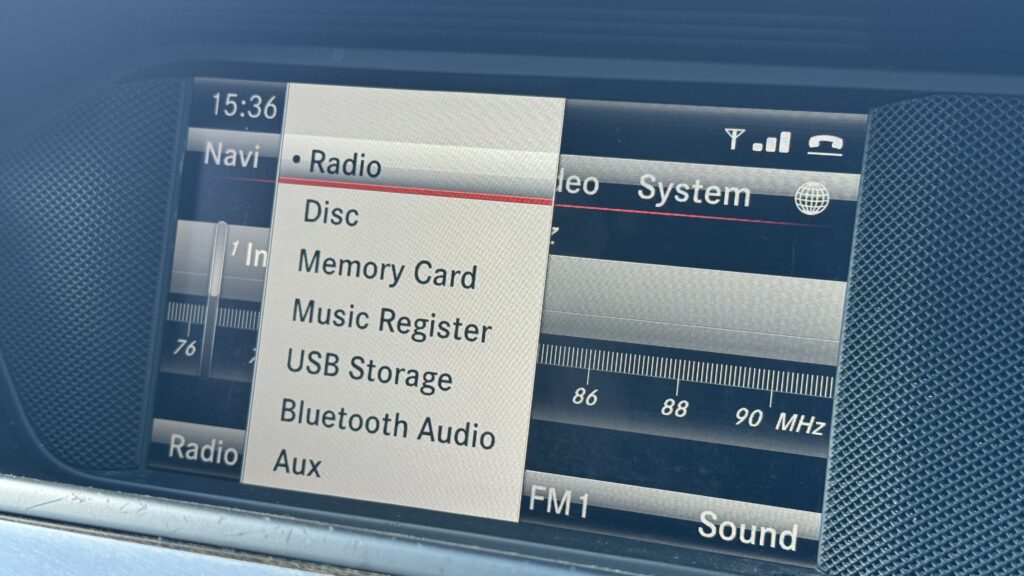 15:36
Navi
• Radio
System
Disc
1
Memory Card
Music Register
76
86
88
90 MHz
USB Storage
Bluetooth Audio
Radio
Aux
FM1
Sound